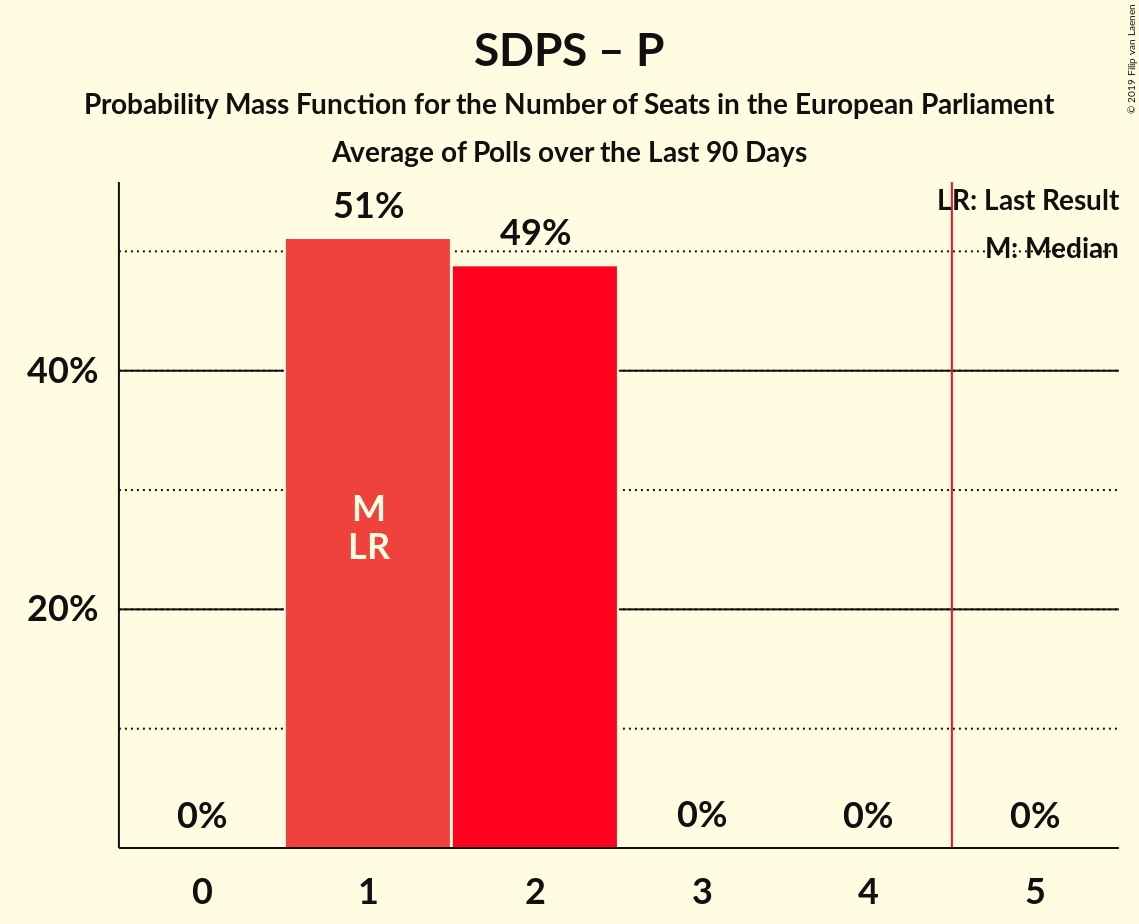 SDPS – P
Probability Mass Function for the Number of Seats in the European Parliament
Average of Polls over the Last 90 Days
© 2019 Filip van Laenen
LR: Last Result
M: Median
51%
49%
40%
20%
M
LR
0%
0%
0%
0%
0
1
2
3
4
5